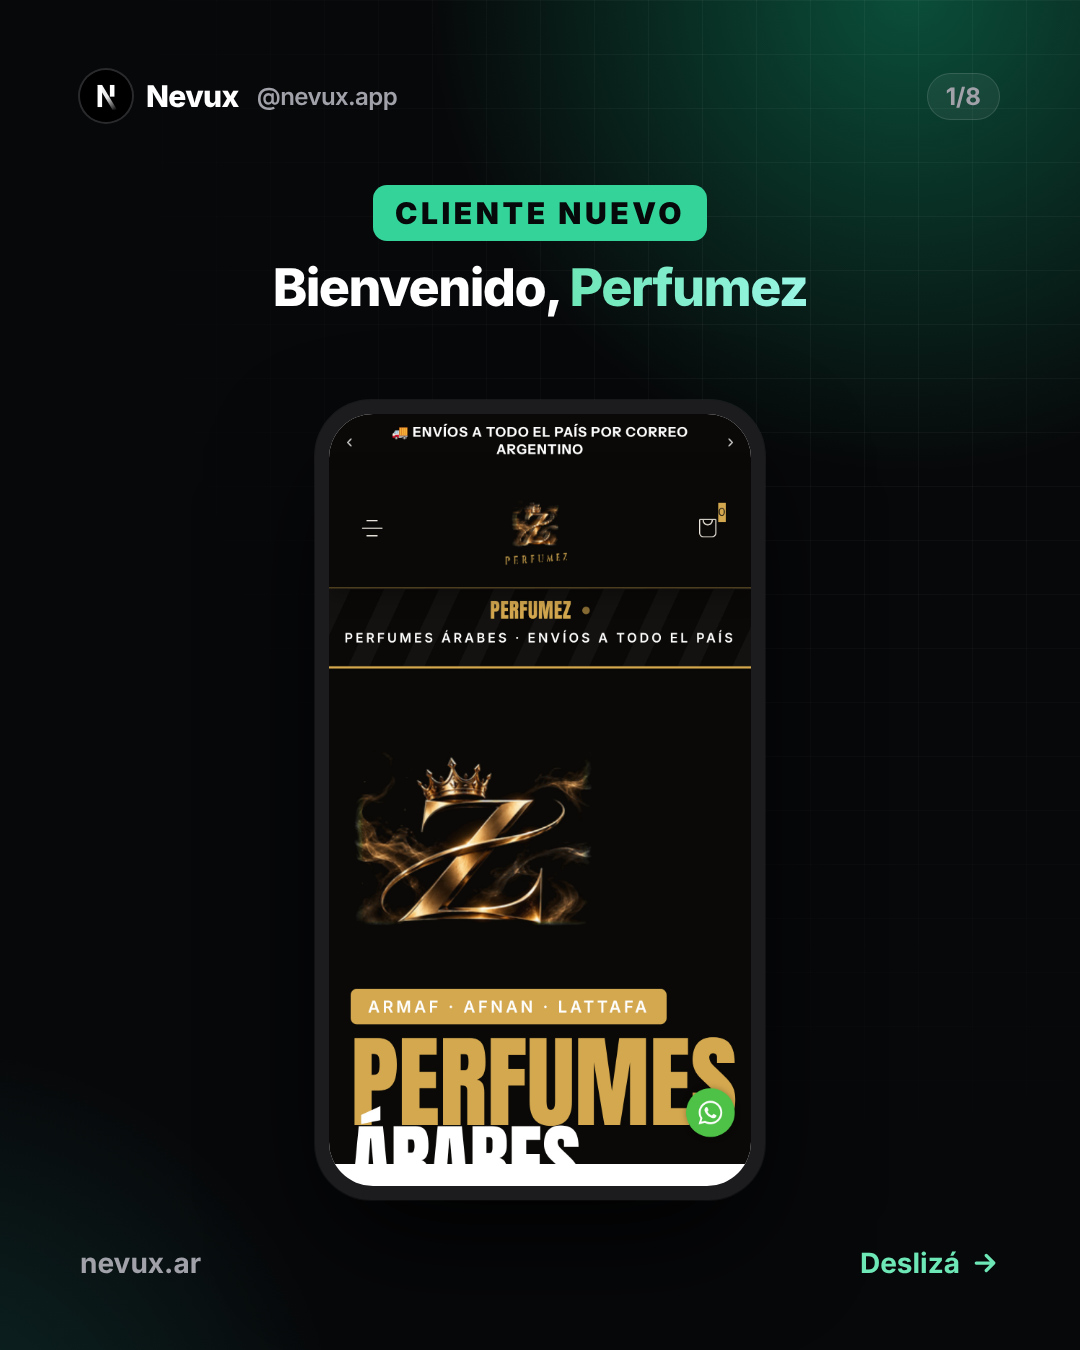 N Nevux @nevux.app
1/8
CLIENTE NUEVO
Bienvenido, Perfumez
🚚 ENVÍOS A TODO EL PAÍS POR CORREO
ARGENTINO
0
Z
PERFUMEZ
PERFUMEZ •
PERFUMES ÁRABES · ENVÍOS A TODO EL PAÍS
Z
ARMAF · AFNAN · LATTAFA
PERFUMES
ÁRABES
nevux.ar
Deslizá →